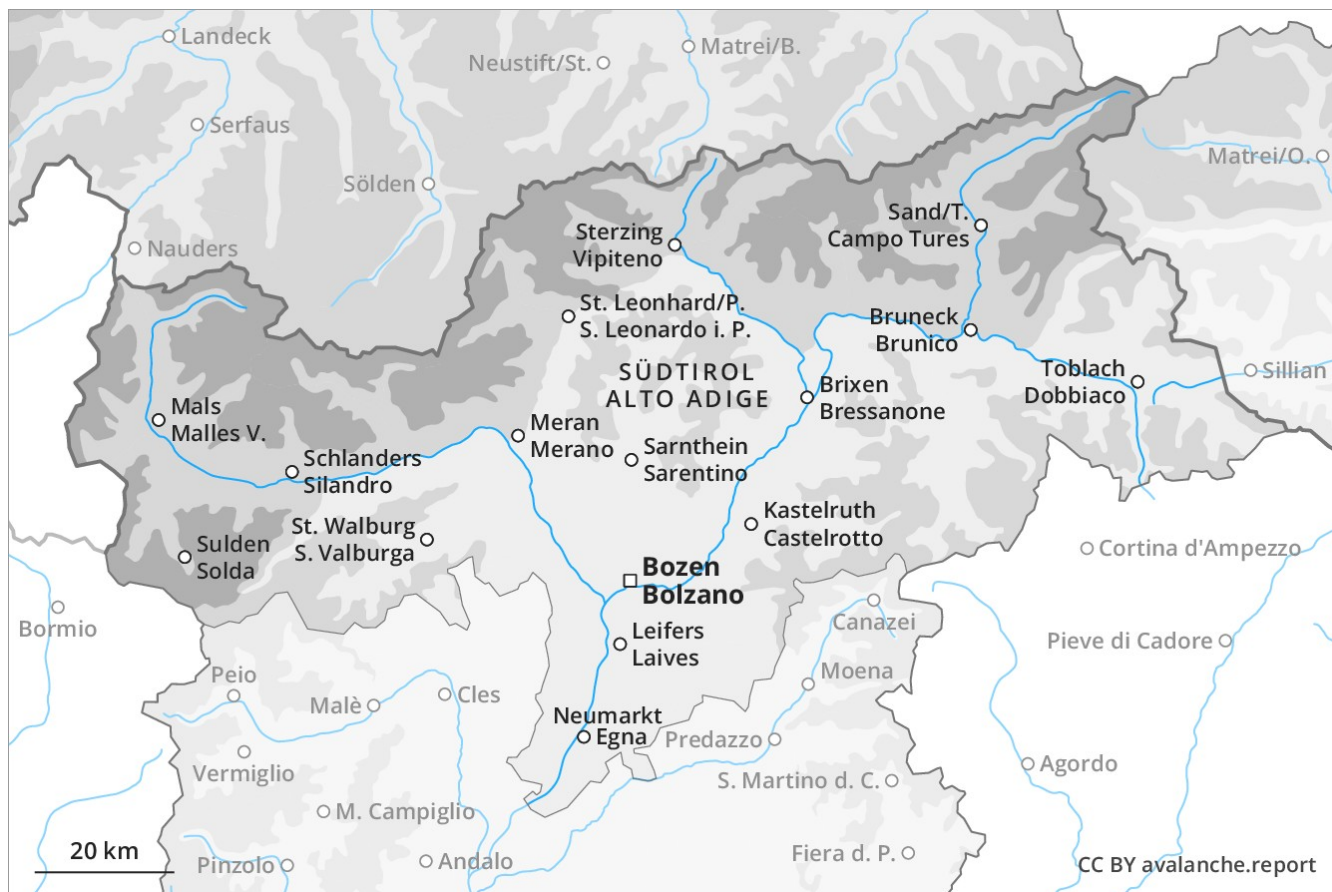 Landeck
Neustift/St.
Matrei/B.
Serfaus
Matrei/O.
Sölden
Sand/T.
Campo Tures
Sterzing
Vipiteno
Nauders
St. Leonhard/P.
S. Leonardo i. P.
Bruneck
Brunico
SÜDTIROL
ALTO ADIGE
Toblach
Dobbiaco
Sillian
Brixen
Bressanone
Mals
Malles V.
Meran
Merano
Sarnthein
Sarentino
Schlanders
Silandro
Kastelruth
Castelrotto
St. Walburg
S. Valburga
Sulden
Solda
Cortina d'Ampezzo
Bozen
Bolzano
Bormio
Canazei
Leifers
Laives
Pieve di Cadore
Peio
Moena
Malè
Cles
Neumarkt
Egna
Predazzo
Vermiglio
S. Martino d. C.
Agordo
M. Campiglio
20 km
Pinzolo
Andalo
Fiera d. P.
CC BY avalanche.report